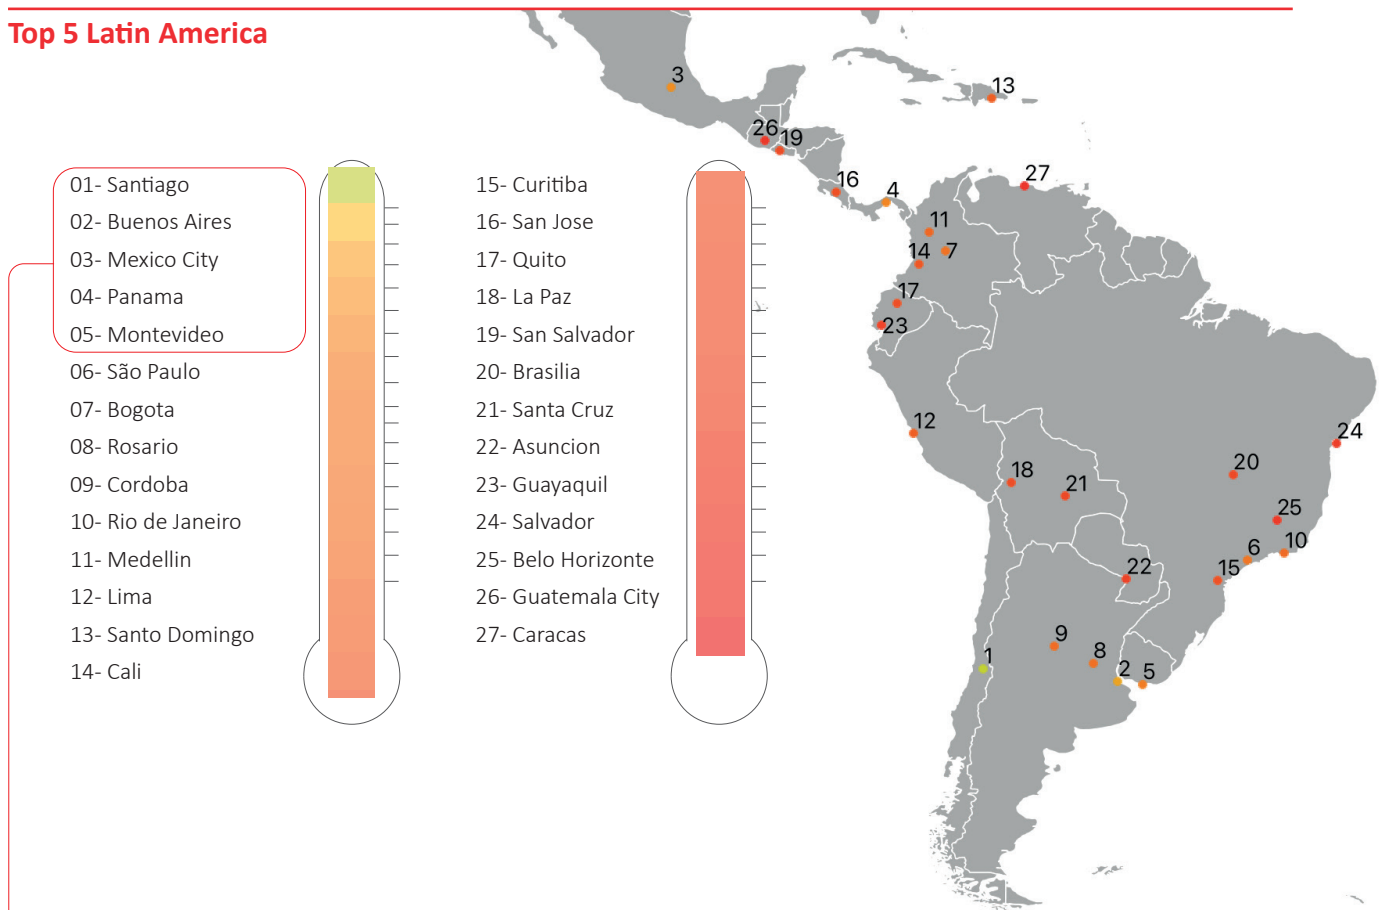 Top 5 Latin America
01- Santiago
02- Buenos Aires
03- Mexico City
04- Panama
05- Montevideo
06- São Paulo
07- Bogota
08- Rosario
09- Cordoba
10- Rio de Janeiro
11- Medellin
12- Lima
13- Santo Domingo
14- Cali
15- Curitiba
16- San Jose
17- Quito
18- La Paz
19- San Salvador
20- Brasilia
21- Santa Cruz
22- Asuncion
23- Guayaquil
24- Salvador
25- Belo Horizonte
26- Guatemala City
27- Caracas
3
13
26
19
16
4
27
11
14
7
17
23
12
24
18
21
20
25
6
10
15
22
9
8
1
2
5